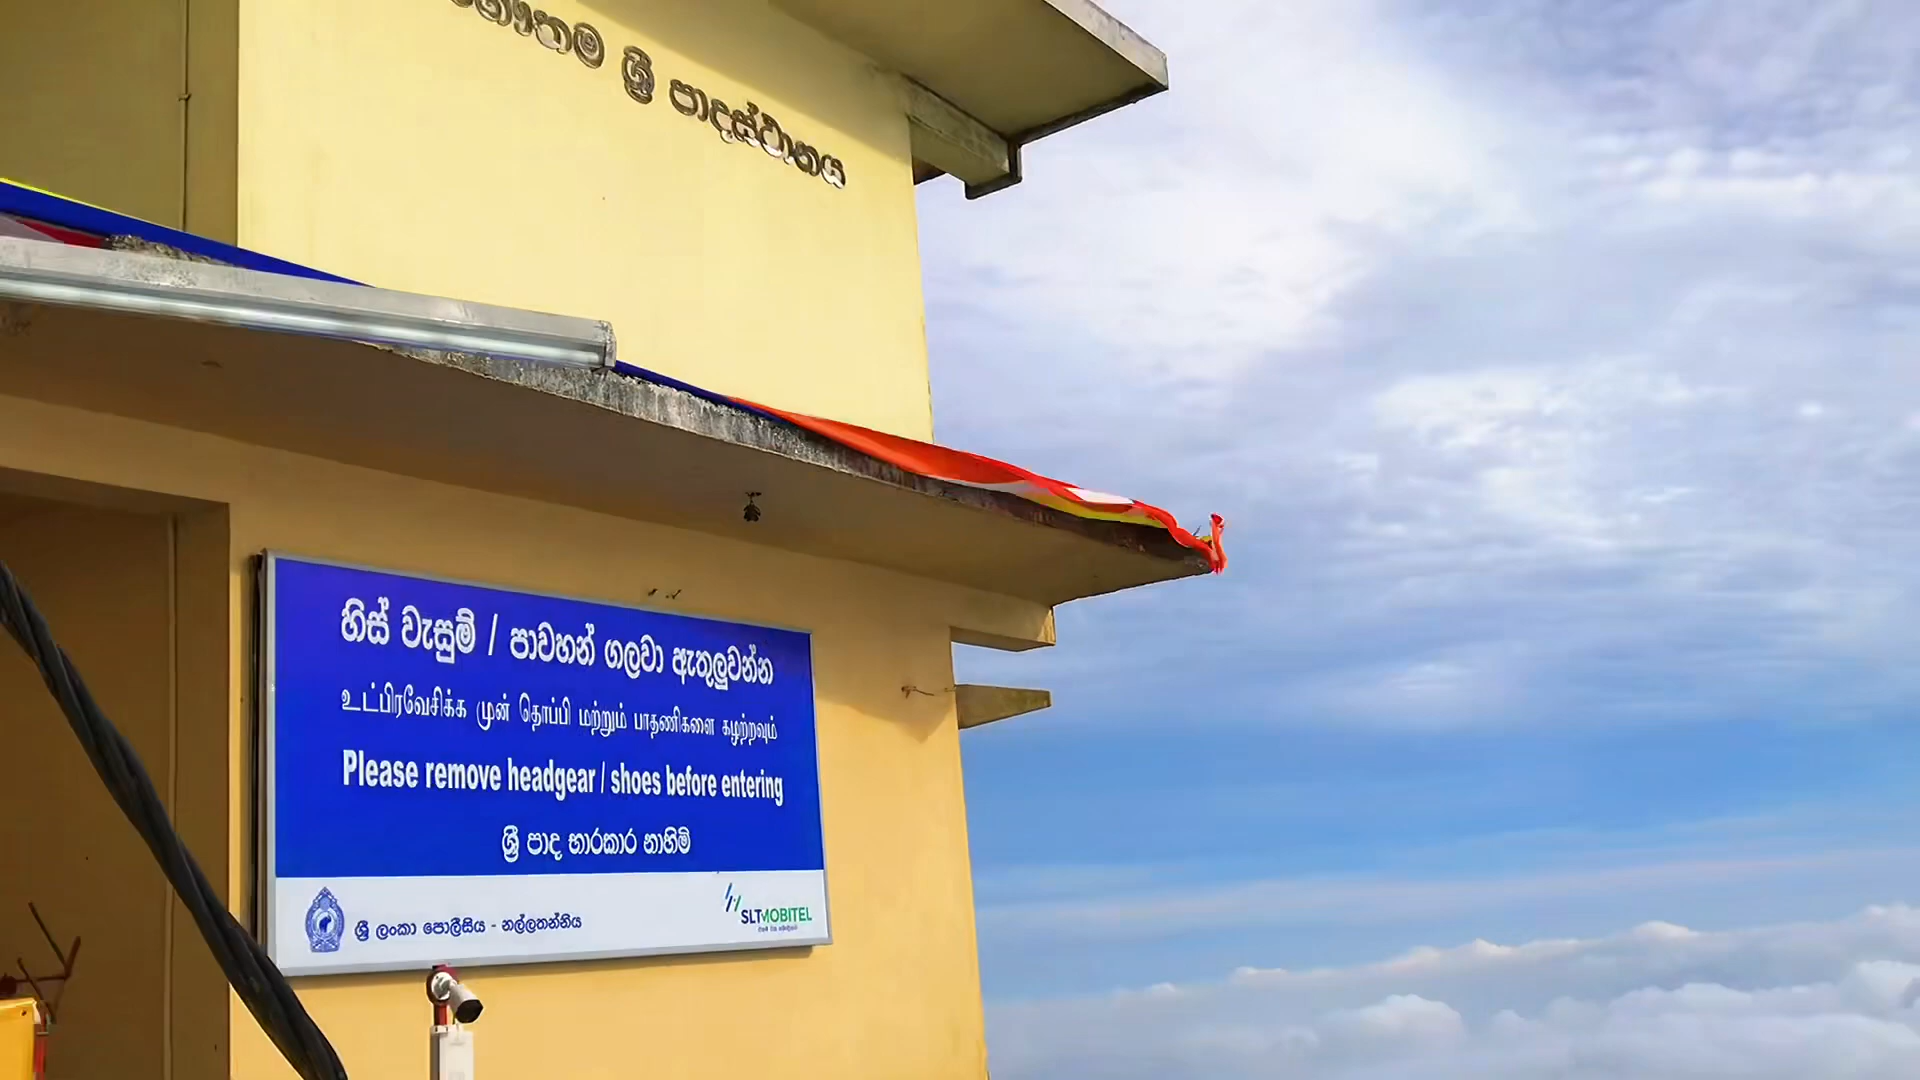 ශ්‍රී පාදස්ථානය
හිස් වැසුම් / පාවහන් ගලවා ඇතුලුවන්න
உட்பிரவேசிக்க முன் தொப்பி மற்றும் பாதணிகளை கழற்றவும்
Please remove headgear / shoes before entering
ශ්‍රී පාද භාරකාර නාහිමි
ශ්‍රී ලංකා පොලීසිය - නල්ලතන්නිය
SLTMOBITEL